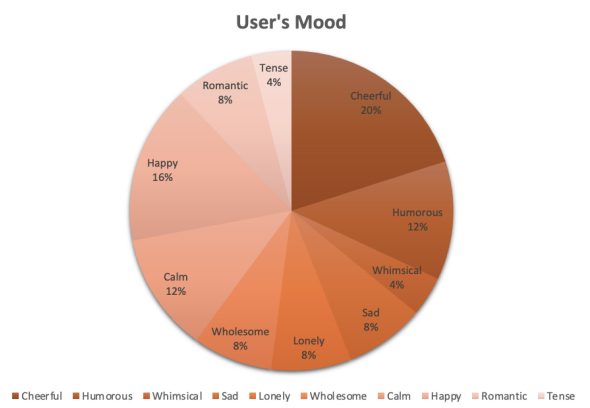 User's Mood
Tense
4%
Cheerful
20%
Romantic
8%
Happy
16%
Humorous
12%
Whimsical
4%
Calm
12%
Sad
8%
Wholesome
8%
Lonely
8%
Cheerful Humorous Whimsical Sad Lonely Wholesome Calm Happy Romantic Tense